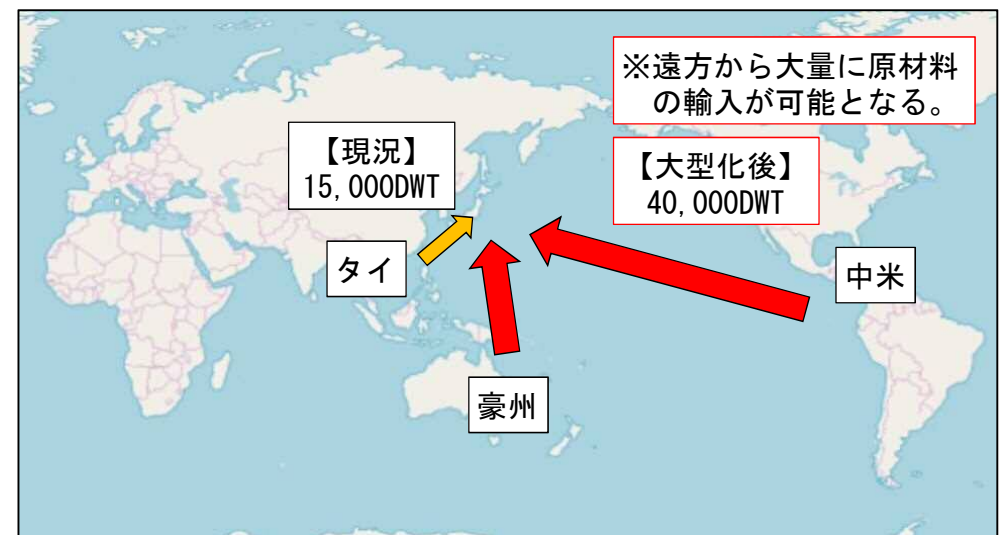 ※遠方から大量に原材料
の輸入が可能となる。
【現況】
15,000DWT
【大型化後】
40,000DWT
タイ
中米
豪州